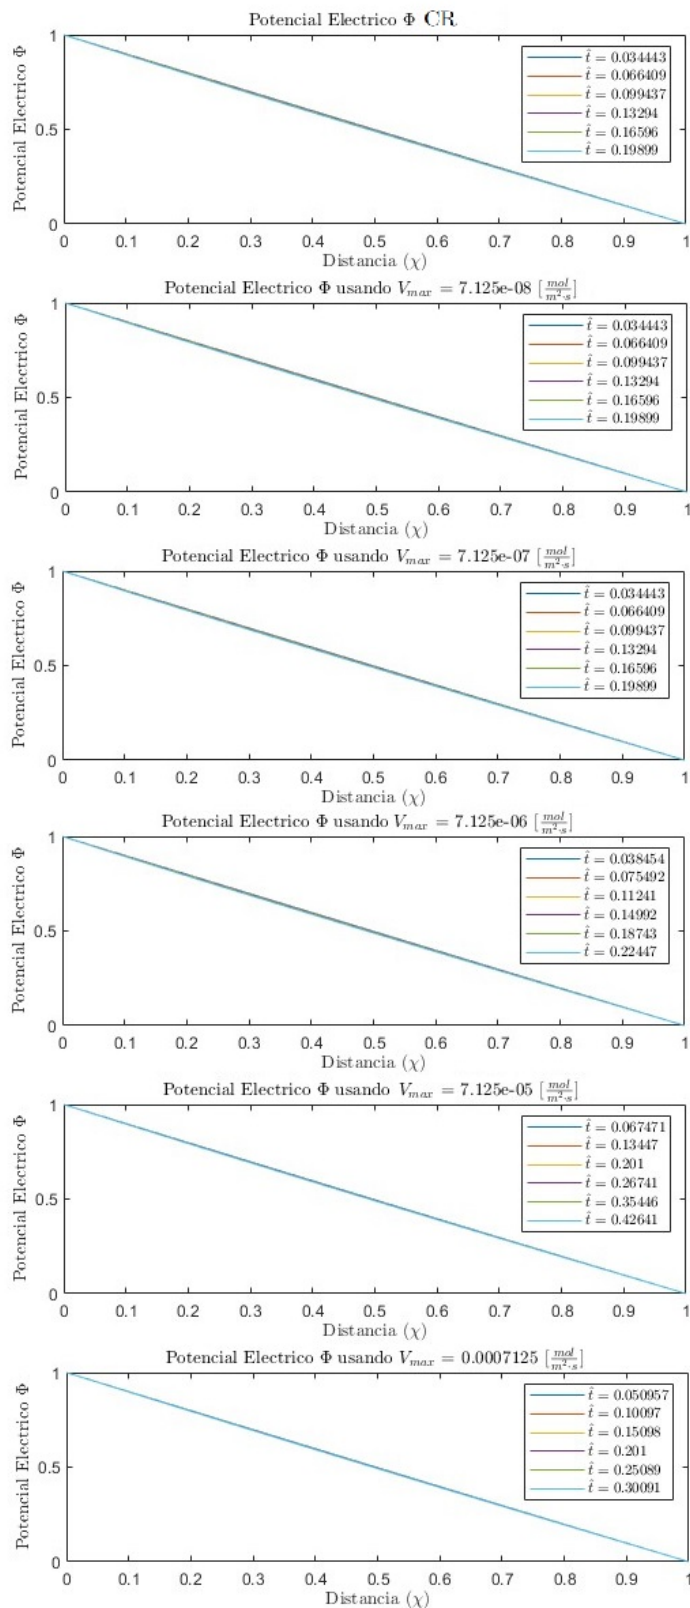 Potencial Electrico Φ CR
Potencial Electrico Φ
1
0.5
0
t̂ = 0.034443
t̂ = 0.066409
t̂ = 0.099437
t̂ = 0.13294
t̂ = 0.16596
t̂ = 0.19899
0 0.1 0.2 0.3 0.4 0.5 0.6 0.7 0.8 0.9 1
Distancia (χ)
Potencial Electrico Φ usando V_max = 7.125e-08 [mol/m²·s]
Potencial Electrico Φ
1
0.5
0
t̂ = 0.034443
t̂ = 0.066409
t̂ = 0.099437
t̂ = 0.13294
t̂ = 0.16596
t̂ = 0.19899
0 0.1 0.2 0.3 0.4 0.5 0.6 0.7 0.8 0.9 1
Distancia (χ)
Potencial Electrico Φ usando V_max = 7.125e-07 [mol/m²·s]
Potencial Electrico Φ
1
0.5
0
t̂ = 0.034443
t̂ = 0.066409
t̂ = 0.099437
t̂ = 0.13294
t̂ = 0.16596
t̂ = 0.19899
0 0.1 0.2 0.3 0.4 0.5 0.6 0.7 0.8 0.9 1
Distancia (χ)
Potencial Electrico Φ usando V_max = 7.125e-06 [mol/m²·s]
Potencial Electrico Φ
1
0.5
0
t̂ = 0.038454
t̂ = 0.075492
t̂ = 0.11241
t̂ = 0.14992
t̂ = 0.18743
t̂ = 0.22447
0 0.1 0.2 0.3 0.4 0.5 0.6 0.7 0.8 0.9 1
Distancia (χ)
Potencial Electrico Φ usando V_max = 7.125e-05 [mol/m²·s]
Potencial Electrico Φ
1
0.5
0
t̂ = 0.067471
t̂ = 0.13447
t̂ = 0.201
t̂ = 0.26741
t̂ = 0.35446
t̂ = 0.42641
0 0.1 0.2 0.3 0.4 0.5 0.6 0.7 0.8 0.9 1
Distancia (χ)
Potencial Electrico Φ usando V_max = 0.0007125 [mol/m²·s]
Potencial Electrico Φ
1
0.5
0
t̂ = 0.050957
t̂ = 0.10097
t̂ = 0.15098
t̂ = 0.201
t̂ = 0.25089
t̂ = 0.30091
0 0.1 0.2 0.3 0.4 0.5 0.6 0.7 0.8 0.9 1
Distancia (χ)